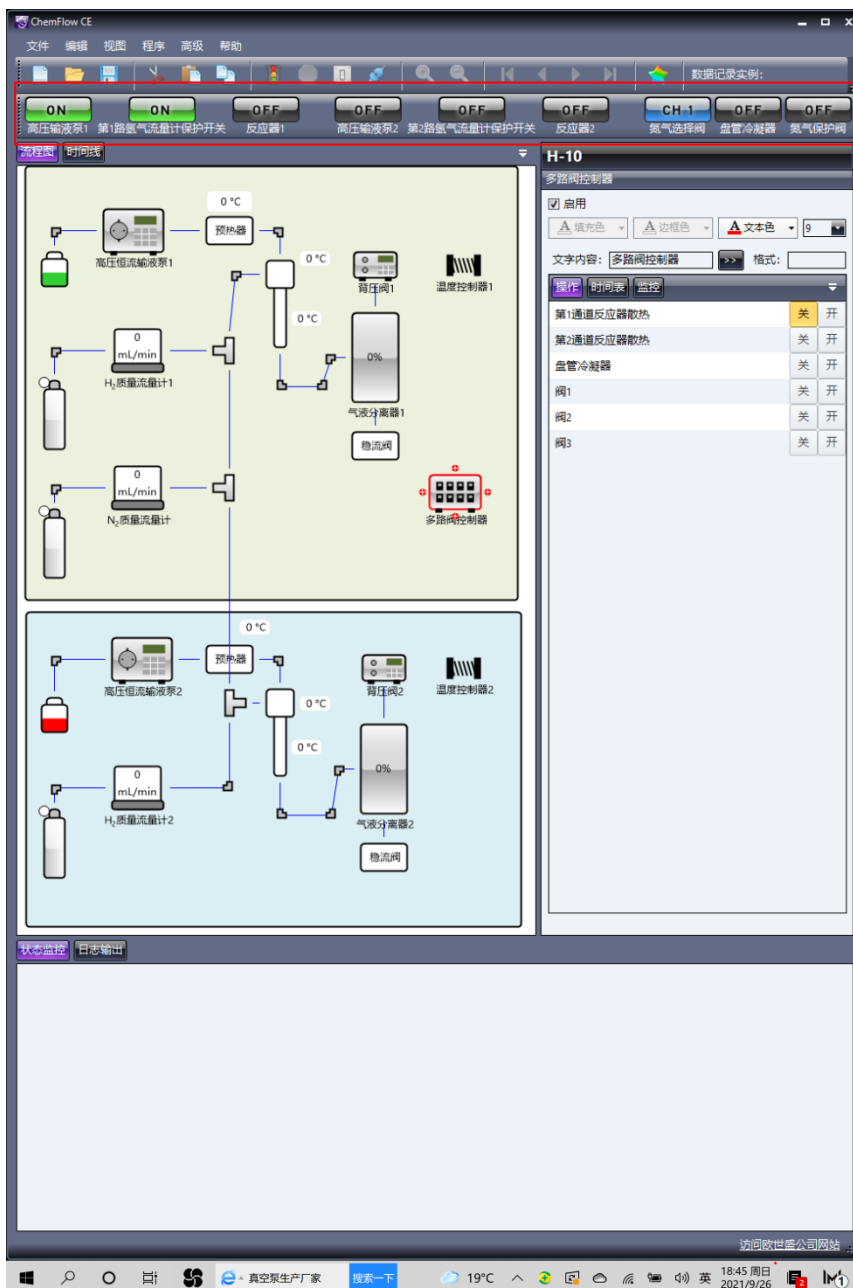 ChemFlow CE
文件 编辑 视图 程序 高级 帮助
数据记录实例:
ON ON OFF OFF OFF OFF CH 1 OFF OFF
高压输液泵1 第1路氢气流量计保护开关 反应器1 高压输液泵2 第2路氢气流量计保护开关 反应器2 氮气选择阀 盘管冷凝器 氮气保护阀
流程图 时间线
H-10
多路阀控制器
启用
A 填充色 A 边框色 A 文本色 9
文字内容: 多路阀控制器 >> 格式:
操作 时间表 监控
第1通道反应器散热 关 开
第2通道反应器散热 关 开
盘管冷凝器 关 开
阀1 关 开
阀2 关 开
阀3 关 开
0 °C
预热器
高压恒流输液泵1
0 °C
背压阀1
温度控制器1
0 °C
0
mL/min
H₂质量流量计1
0%
气液分离器1
稳流阀
0
mL/min
N₂质量流量计
多路阀控制器
0 °C
预热器
高压恒流输液泵2
背压阀2
温度控制器2
0 °C
0 °C
0
mL/min
H₂质量流量计2
0%
气液分离器2
稳流阀
状态监控 日志输出
访问欧世盛公司网站
真空泵生产厂家 搜索一下 19°C 英 18:45 周日
2021/9/26
2
1